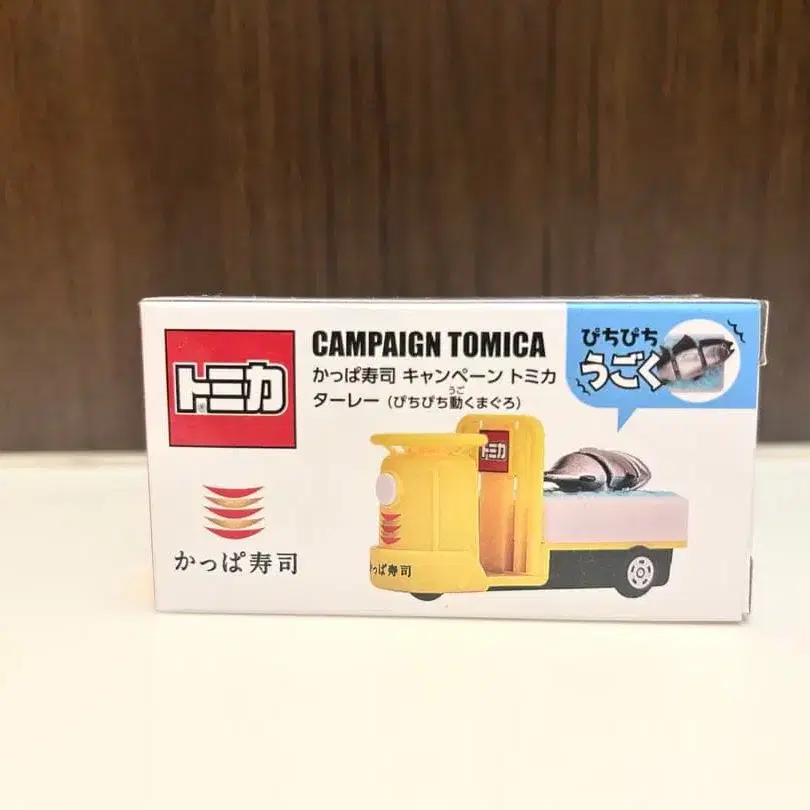 トミカ
CAMPAIGN TOMICA
かっぱ寿司 キャンペーン トミカ
うご
ターレー（ぴちぴち動くまぐろ）
ぴちぴち
うごく
トミカ
かっぱ寿司
かっぱ寿司